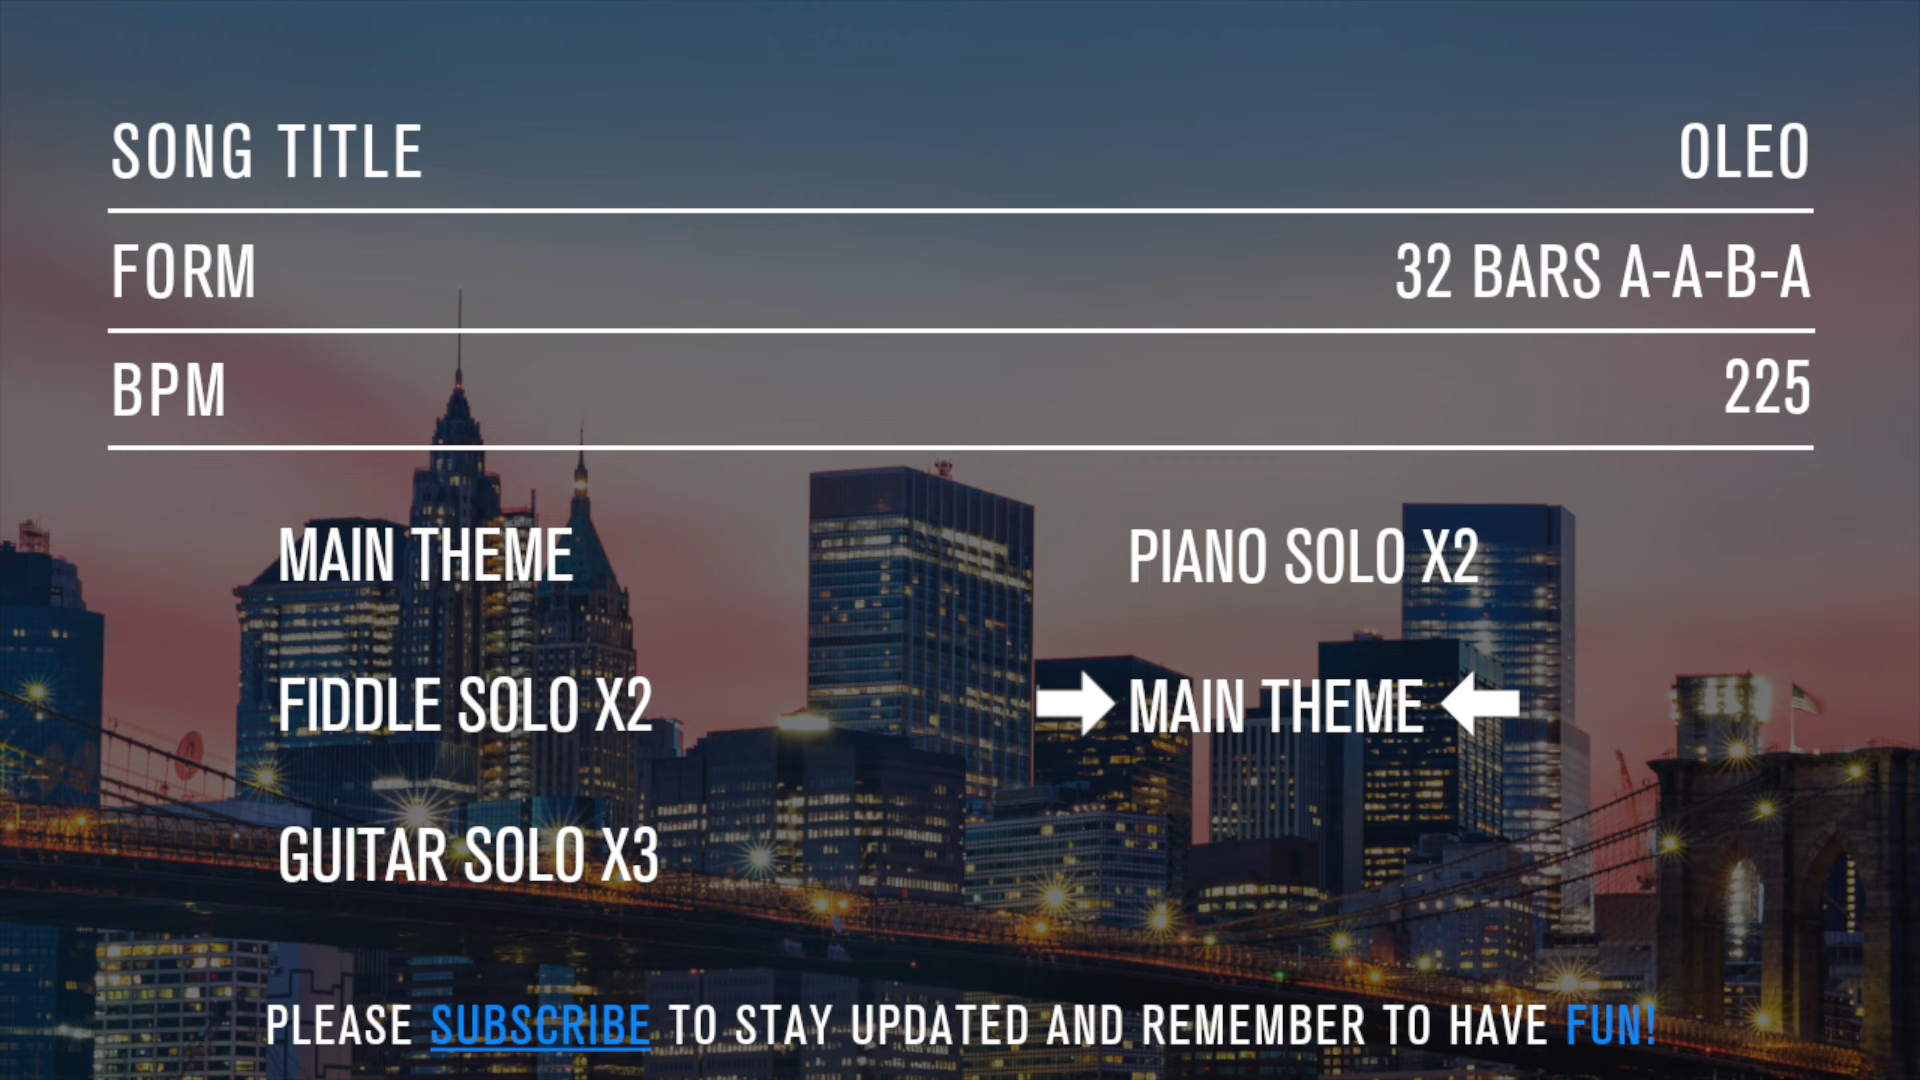 SONG TITLE OLEO
FORM 32 BARS A-A-B-A
BPM 225
MAIN THEME
FIDDLE SOLO X2
GUITAR SOLO X3
PIANO SOLO X2
MAIN THEME
PLEASE SUBSCRIBE TO STAY UPDATED AND REMEMBER TO HAVE FUN!